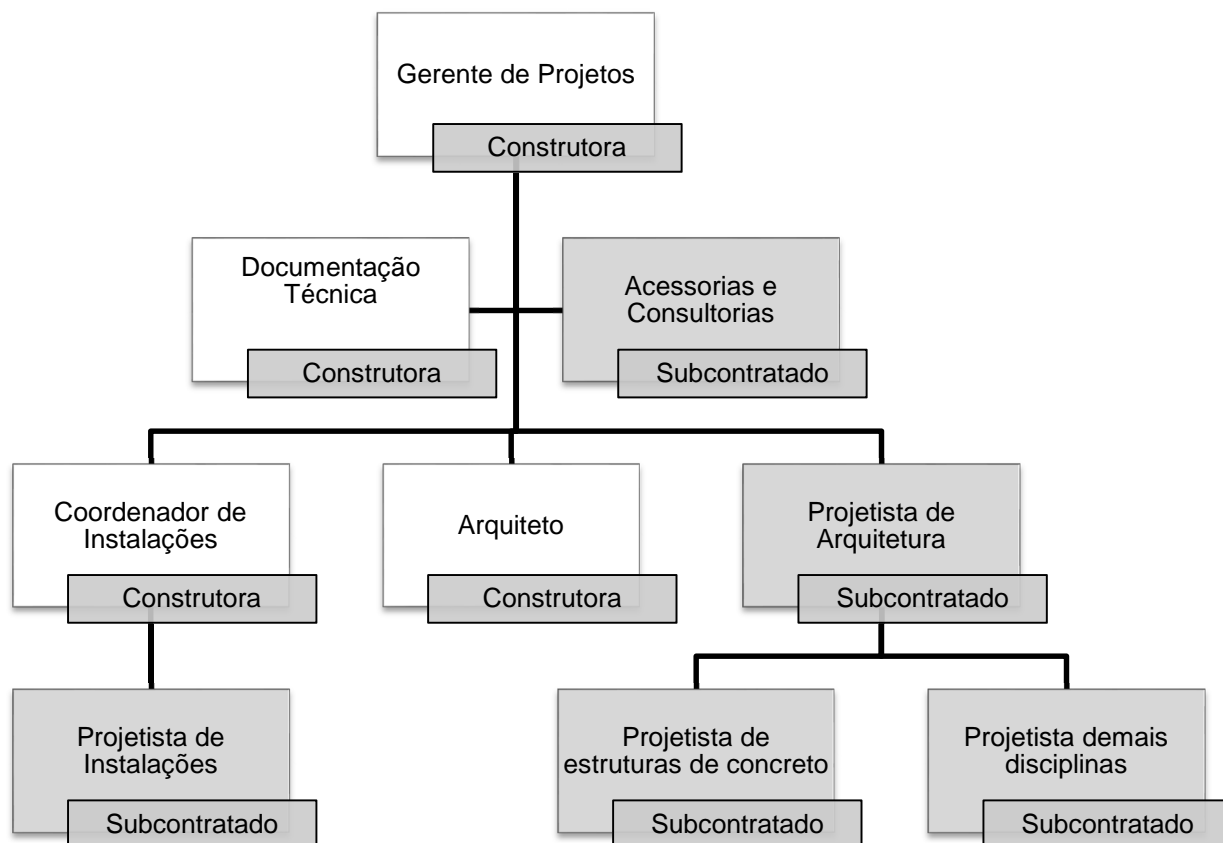 Gerente de Projetos
Construtora
Documentação
Técnica
Construtora
Acessorias e
Consultorias
Subcontratado
Coordenador de
Instalações
Construtora
Arquiteto
Construtora
Projetista de
Arquitetura
Subcontratado
Projetista de
Instalações
Subcontratado
Projetista de
estruturas de concreto
Subcontratado
Projetista demais
disciplinas
Subcontratado